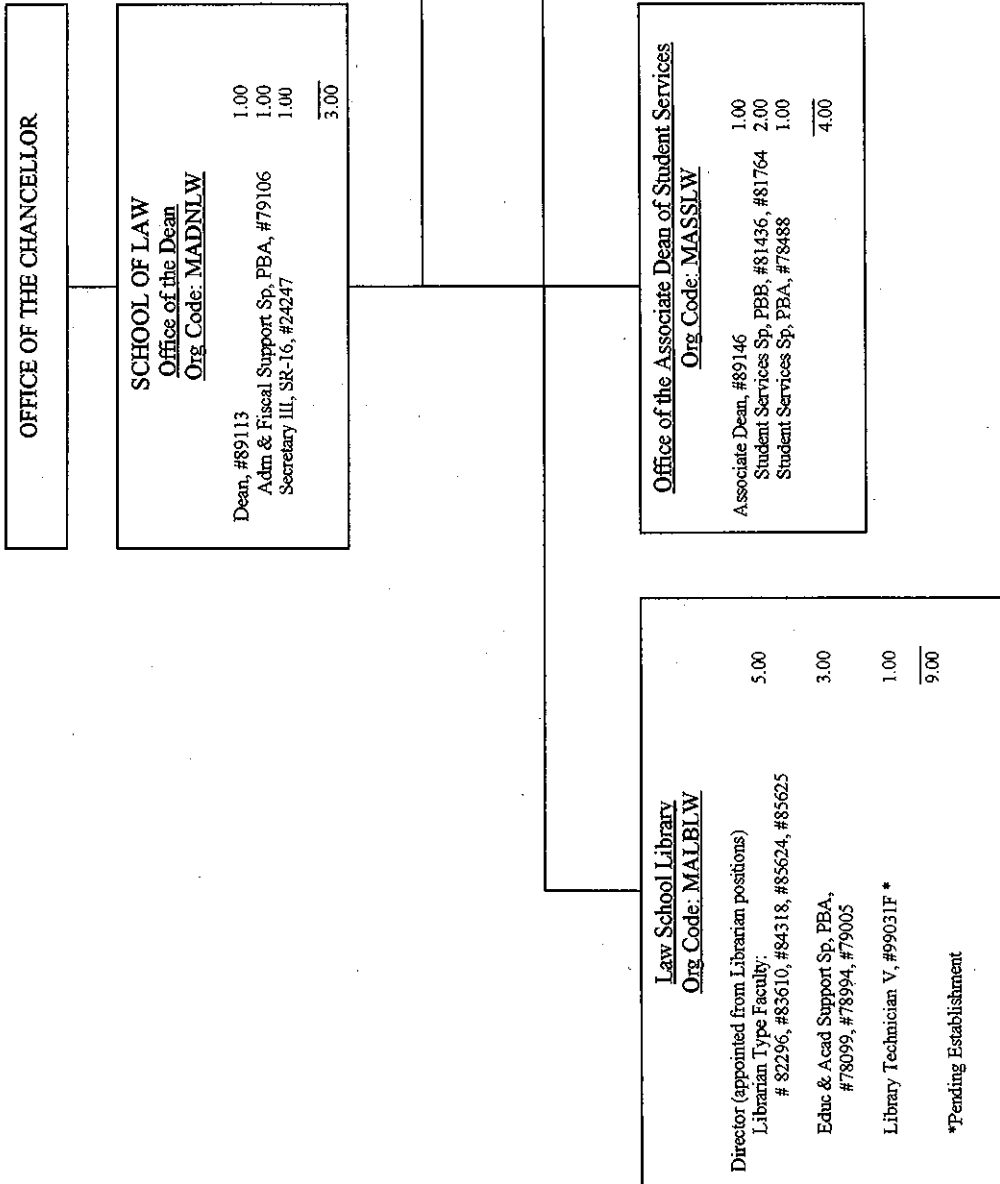 OFFICE OF THE CHANCELLOR
SCHOOL OF LAW
Office of the Dean
Org Code: MADNLW
Dean, #89113 1.00
Adm & Fiscal Support Sp, PBA, #79106 1.00
Secretary III, SR-16, #24247 1.00
3.00
Law School Library
Org Code: MALBLW
Director (appointed from Librarian positions)
Librarian Type Faculty: 5.00
# 82296, #83610, #84318, #85624, #85625
Educ & Acad Support Sp, PBA, 3.00
#78099, #78994, #79005
Library Technician V, #99031F * 1.00
9.00
*Pending Establishment
Office of the Associate Dean of Student Services
Org Code: MASSLW
Associate Dean, #89146 1.00
Student Services Sp, PBB, #81436, #81764 2.00
Student Services Sp, PBA, #78488 1.00
4.00